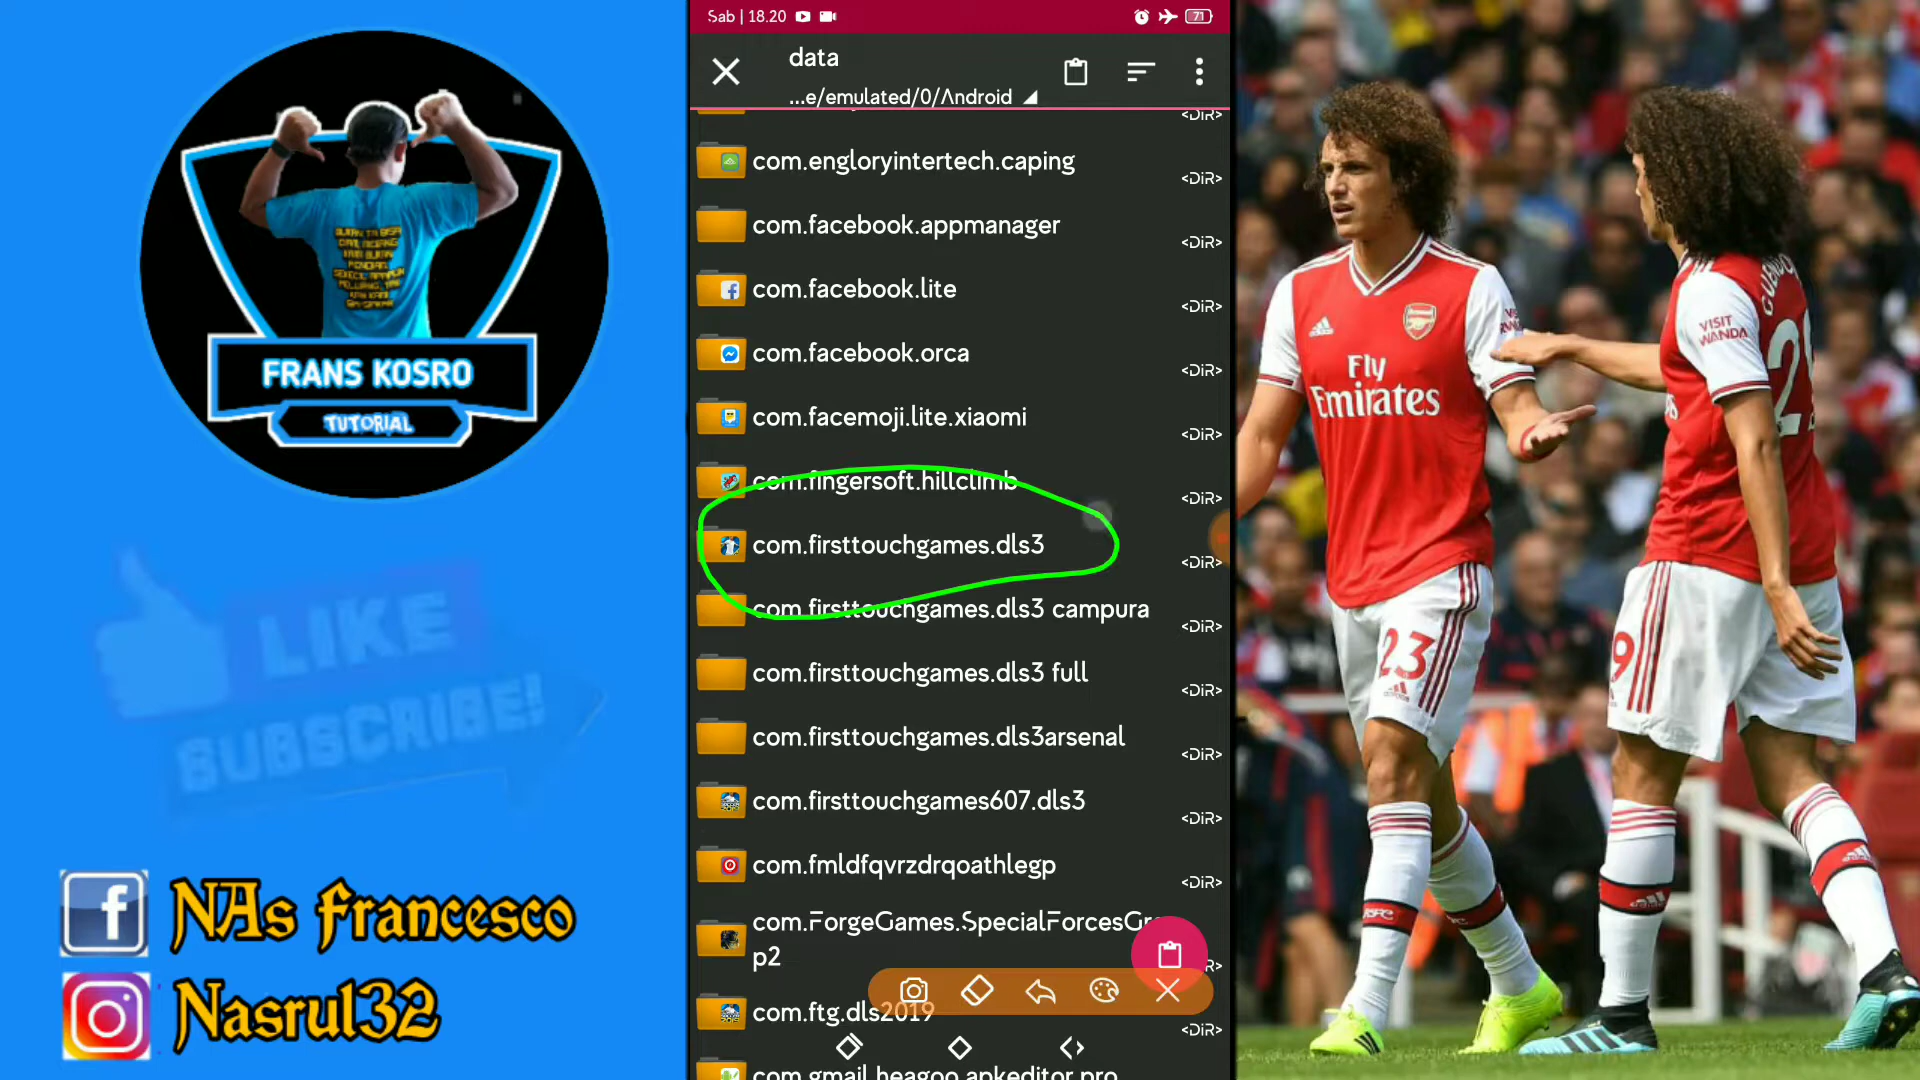 FRANS KOSRO
TUTORIAL
LIKE
SUBSCRIBE!
NAs Francesco
Nasrul32
Sab | 18.20
71
data
...e/emulated/0/Android
<DIR>
com.engloryintertech.caping
<DIR>
com.facebook.appmanager
<DIR>
com.facebook.lite
<DIR>
com.facebook.orca
<DIR>
com.facemoji.lite.xiaomi
<DIR>
com.fingersoft.hillclimb
<DIR>
com.firsttouchgames.dls3
<DIR>
com.firsttouchgames.dls3 campura
<DIR>
com.firsttouchgames.dls3 full
<DIR>
com.firsttouchgames.dls3arsenal
<DIR>
com.firsttouchgames607.dls3
<DIR>
com.fmldfqvrzdrqoathlegp
<DIR>
com.ForgeGames.SpecialForcesGr
p2
com.ftg.dls2019
<DIR>
com.gmail.heagoo.apkeditor.pro
Fly
Emirates
23
VISIT
WANDA
9